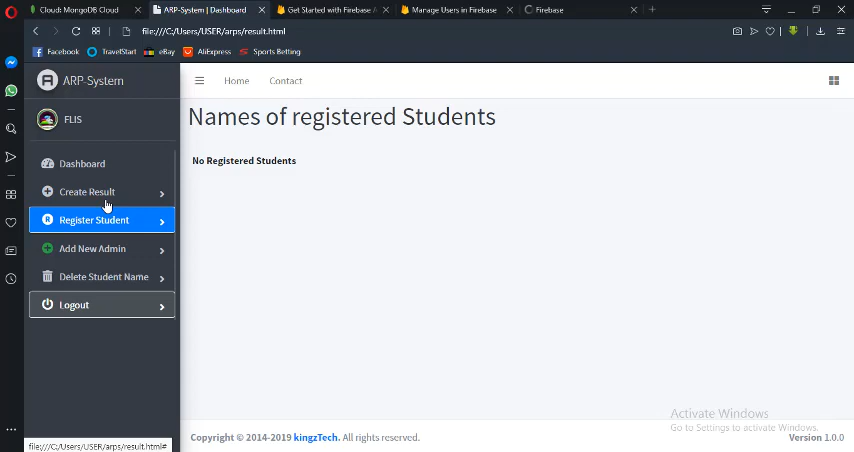 Cloud: MongoDB Cloud
ARP-System | Dashboard
Get Started with Firebase A
Manage Users in Firebase
Firebase
file:///C:/Users/USER/arps/result.html
Facebook
TravelStart
eBay
AliExpress
Sports Betting
ARP-System
Home
Contact
FLIS
Names of registered Students
No Registered Students
Dashboard
Create Result
Register Student
Add New Admin
Delete Student Name
Logout
Activate Windows
Go to Settings to activate Windows.
Copyright © 2014-2019 kingzTech. All rights reserved.
Version 1.0.0
file:///C:/Users/USER/arps/result.html#